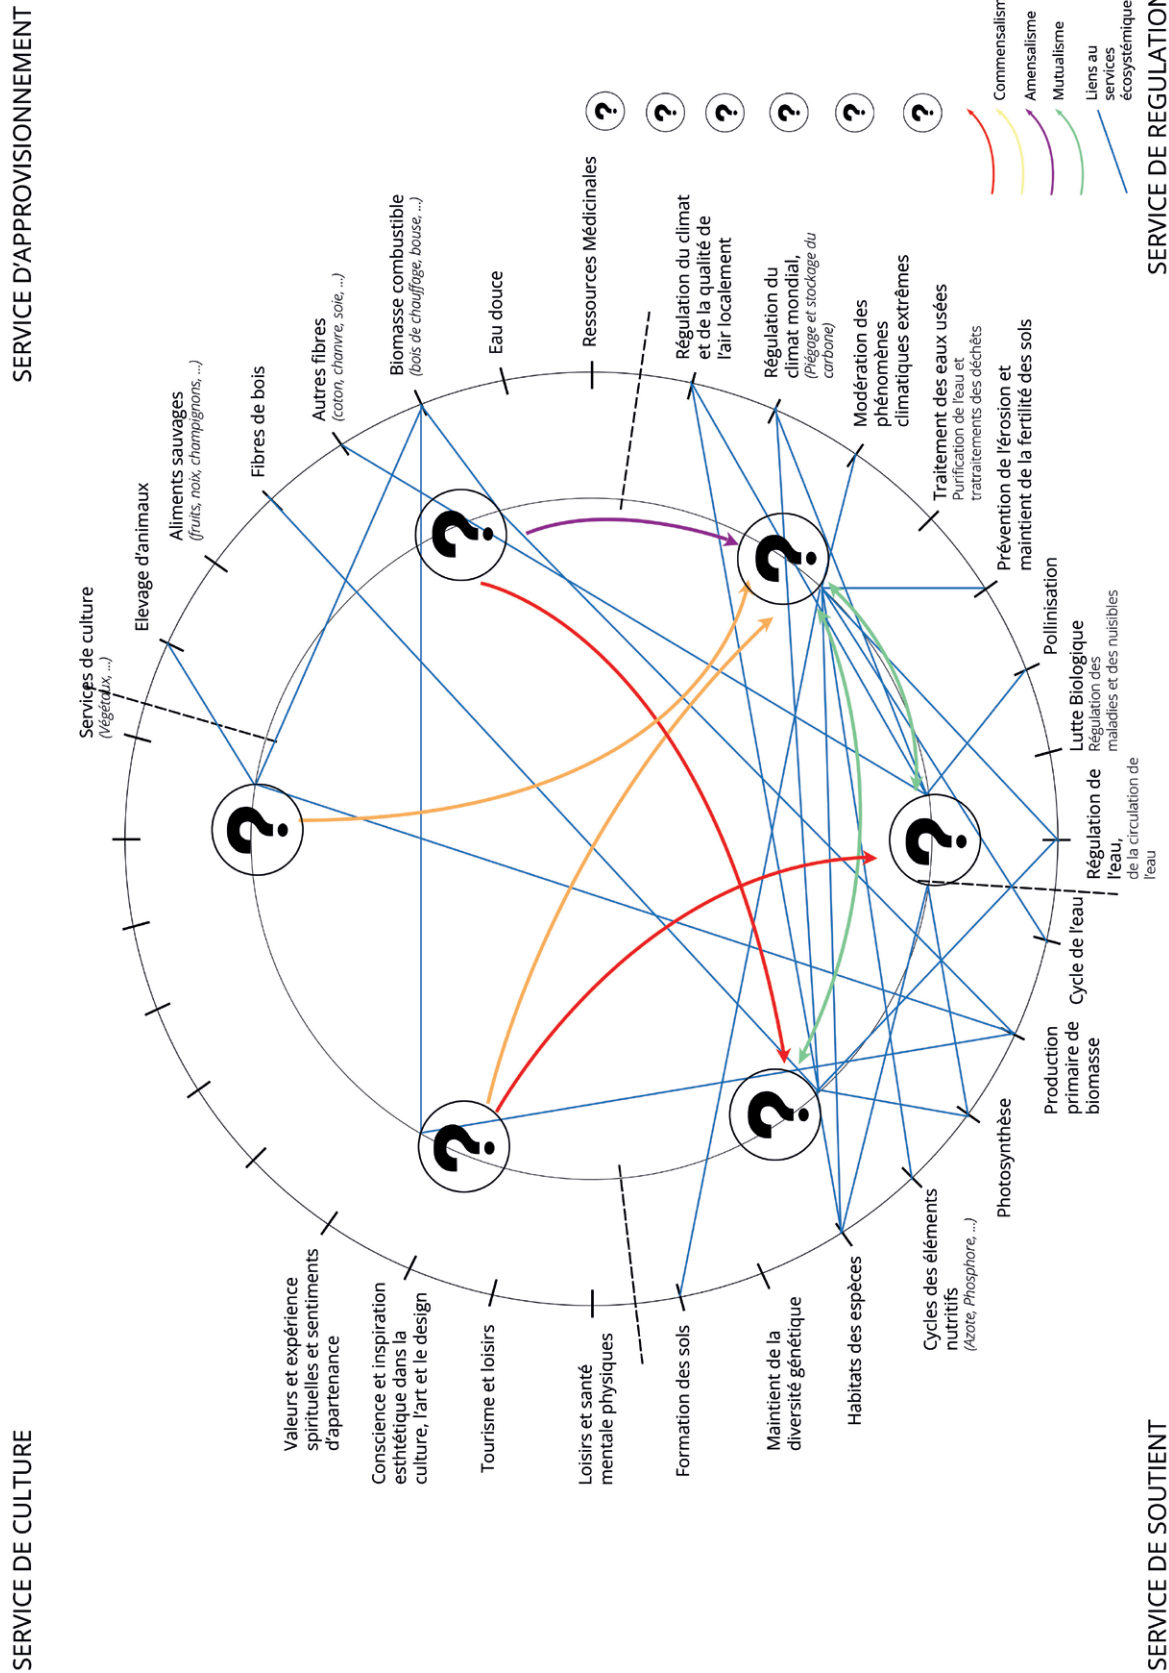 SERVICE DE CULTURE
SERVICE D'APPROVISIONNEMENT
Services de culture
(Végétaux, ...)
Elevage d'animaux
Aliments sauvages
(fruits, noix, champignons, ...)
Fibres de bois
Autres fibres
(coton, chanvre, soie, ...)
Biomasse combustible
(bois de chauffage, bouse, ...)
Eau douce
Ressources Médicinales
Régulation du climat
et de la qualité de
l'air localement
Régulation du
climat mondial,
(Piégage et stockage du
carbone)
Modération des
phénomènes
climatiques extrêmes
Traitement des eaux usées
Purification de l'eau et
tratraitements des déchêts
Prévention de l'érosion et
maintient de la fertilité des sols
Pollinisation
Lutte Biologique
Régulation des
maladies et des nuisibles
Régulation de
l'eau,
de la circulation de
l'eau
Cycle de l'eau
Production
primaire de
biomasse
Photosynthèse
Cycles des éléments
nutritifs
(Azote, Phosphore, ...)
Habitats des espèces
Maintient de la
diversité génétique
Formation des sols
Loisirs et santé
mentale physiques
Tourisme et loisirs
Conscience et inspiration
esthtétique dans la
culture, l'art et le design
Valeurs et expérience
spirituelles et sentiments
d'apartenance
?
?
?
?
?
?
?
?
?
?
?
?
Commensalism
Amensalisme
Mutualisme
Liens au
services
écosystémique
SERVICE DE SOUTIENT
SERVICE DE REGULATION